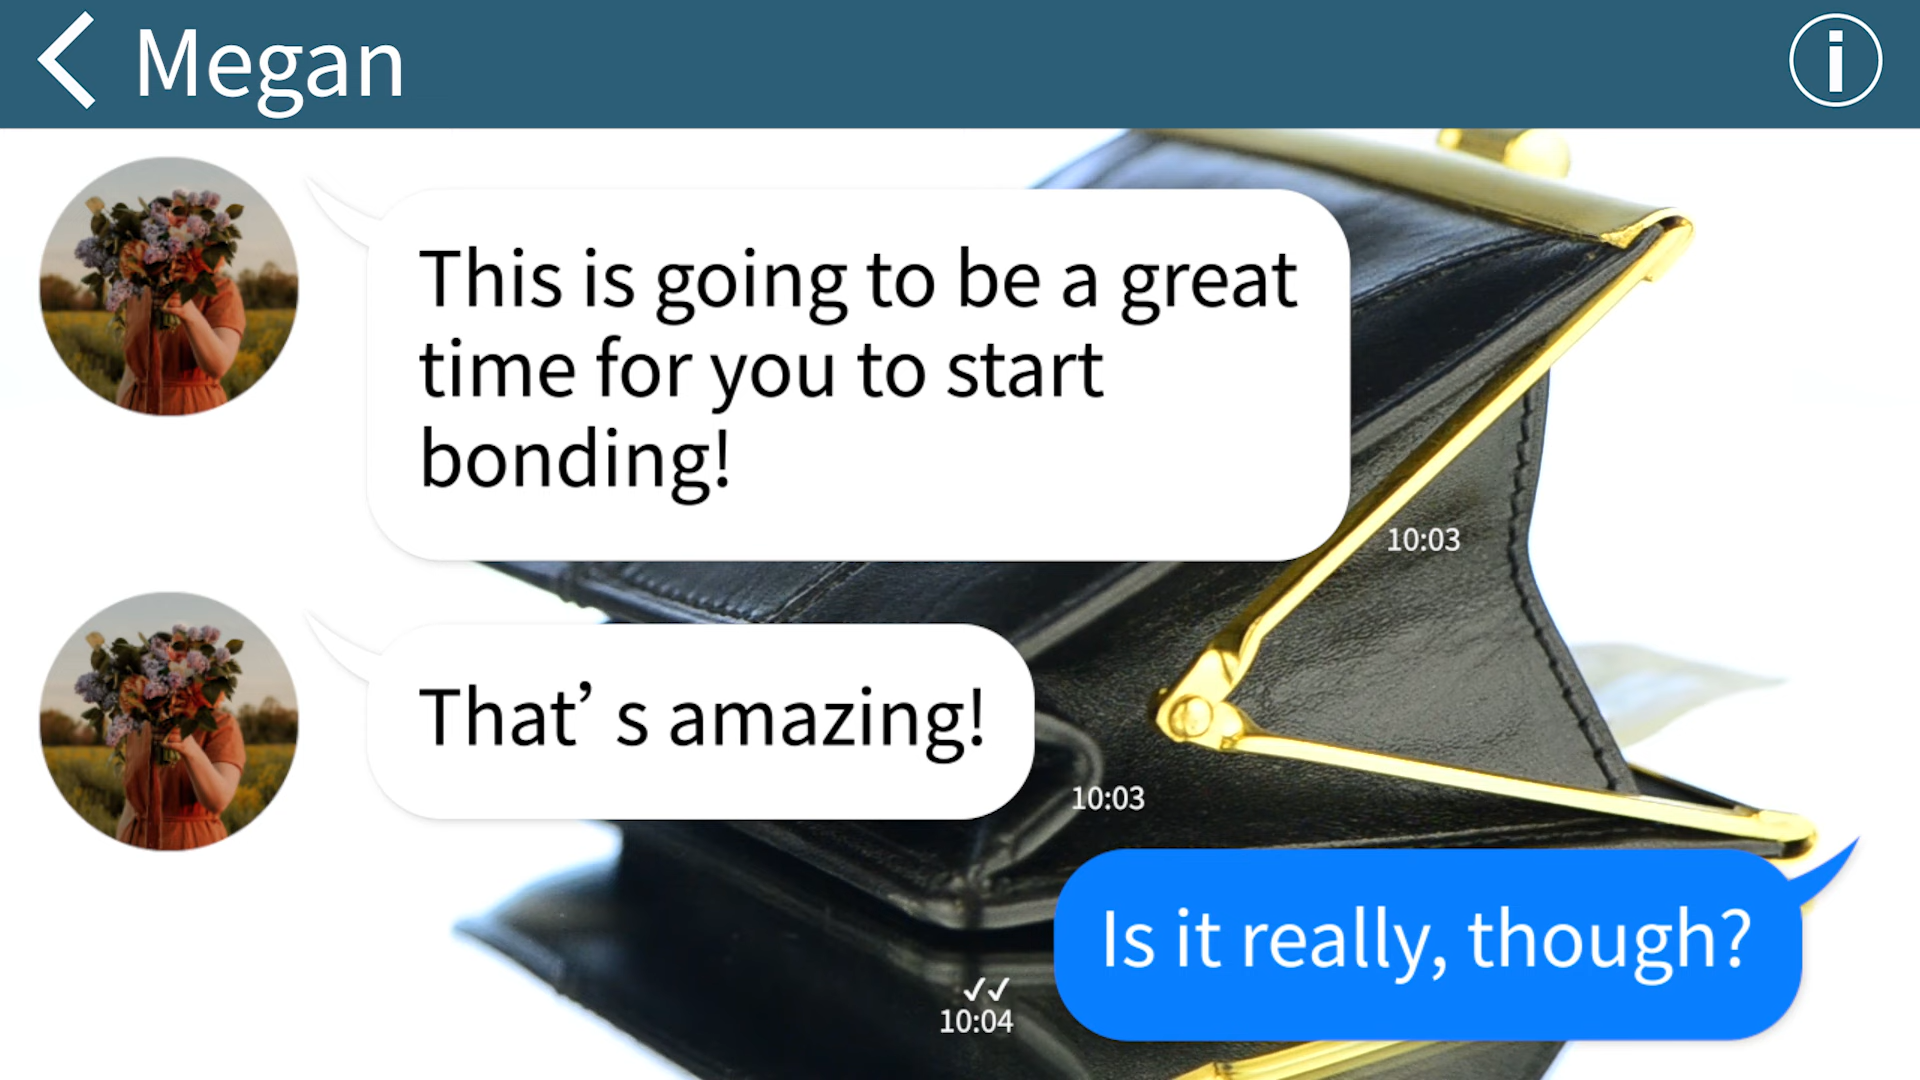 Megan
This is going to be a great
time for you to start
bonding!
10:03
That’ s amazing!
10:03
Is it really, though?
✓✓
10:04